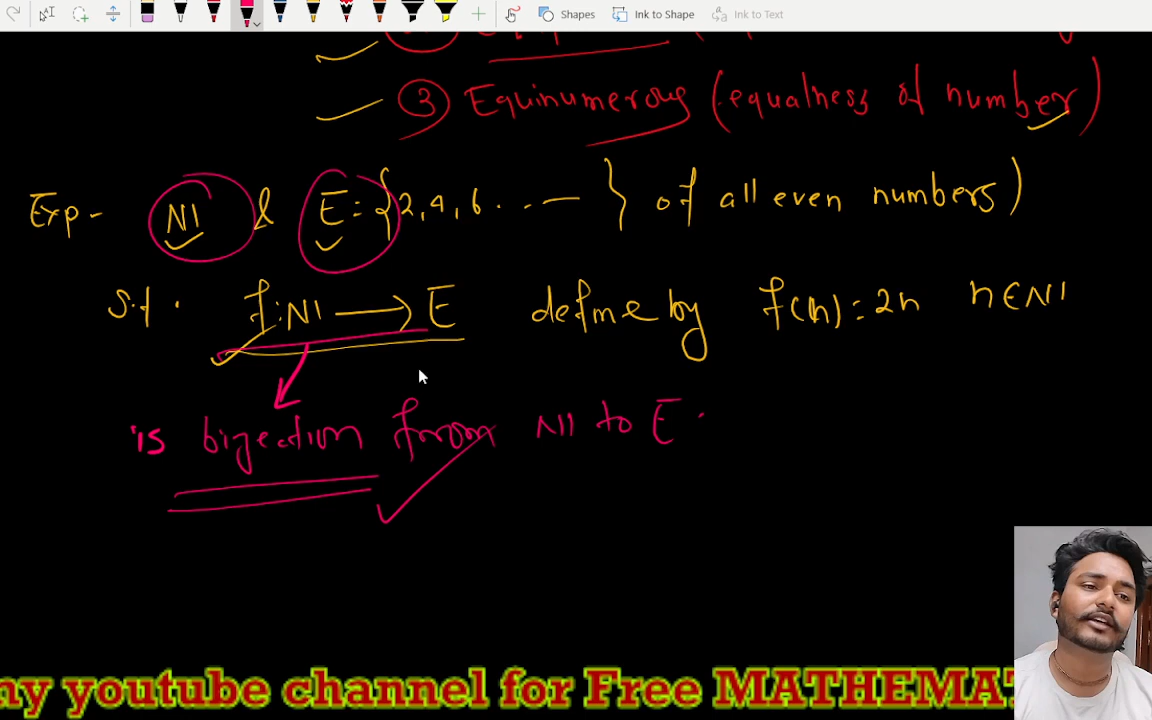 Shapes Ink to Shape Ink to Text
③ Equinumerous (equalness of number)
Exp- ℕ & E = {2, 4, 6 . . . — } of all even numbers)
S.t. f: ℕ → E define by f(n) = 2n n ∈ ℕ
is bijection from ℕ to E .
my youtube channel for Free MATHEMAT